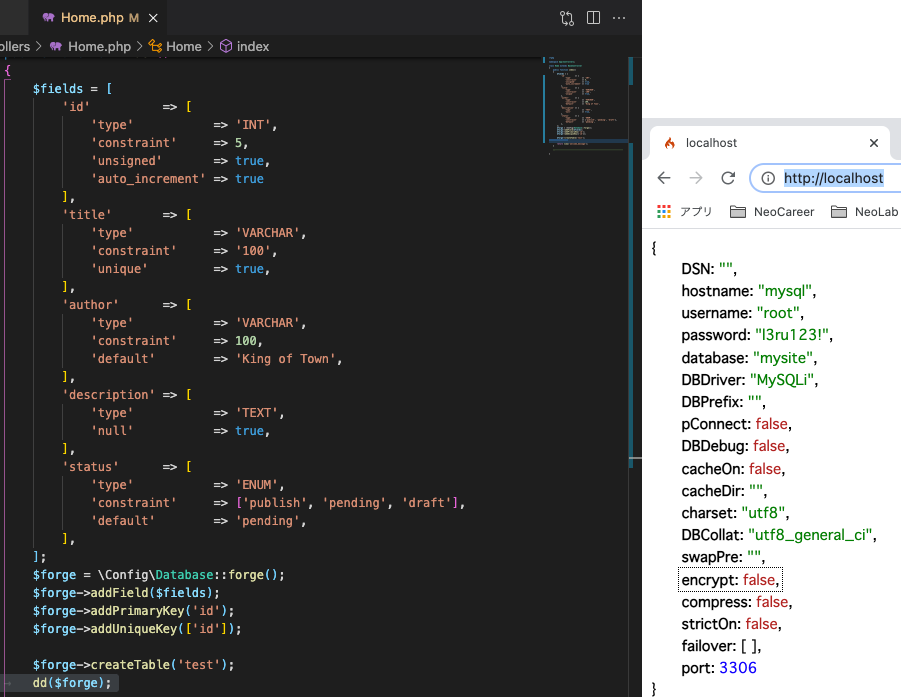 Home.php M
ollers > Home.php > Home > index
{
$fields = [
'id' => [
'type' => 'INT',
'constraint' => 5,
'unsigned' => true,
'auto_increment' => true
],
'title' => [
'type' => 'VARCHAR',
'constraint' => '100',
'unique' => true,
],
'author' => [
'type' => 'VARCHAR',
'constraint' => 100,
'default' => 'King of Town',
],
'description' => [
'type' => 'TEXT',
'null' => true,
],
'status' => [
'type' => 'ENUM',
'constraint' => ['publish', 'pending', 'draft'],
'default' => 'pending',
],
];
$forge = \Config\Database::forge();
$forge->addField($fields);
$forge->addPrimaryKey('id');
$forge->addUniqueKey(['id']);
$forge->createTable('test');
dd($forge);
localhost
http://localhost
アプリ NeoCareer NeoLab
{
DSN: "",
hostname: "mysql",
username: "root",
password: "l3ru123!",
database: "mysite",
DBDriver: "MySQLi",
DBPrefix: "",
pConnect: false,
DBDebug: false,
cacheOn: false,
cacheDir: "",
charset: "utf8",
DBCollat: "utf8_general_ci",
swapPre: "",
encrypt: false,
compress: false,
strictOn: false,
failover: [ ],
port: 3306
}